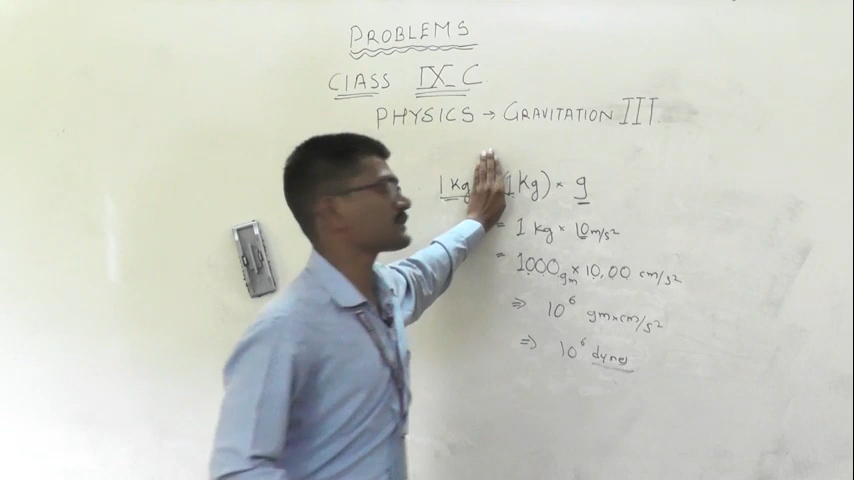 PROBLEMS
CLASS IX C
PHYSICS → GRAVITATION III
1 Kg (1 Kg) × g
= 1 kg × 10 m/s²
= 1000 gm × 10,00 cm/s²
⇒ 10⁶ gm×cm/s²
⇒ 10⁶ dynes